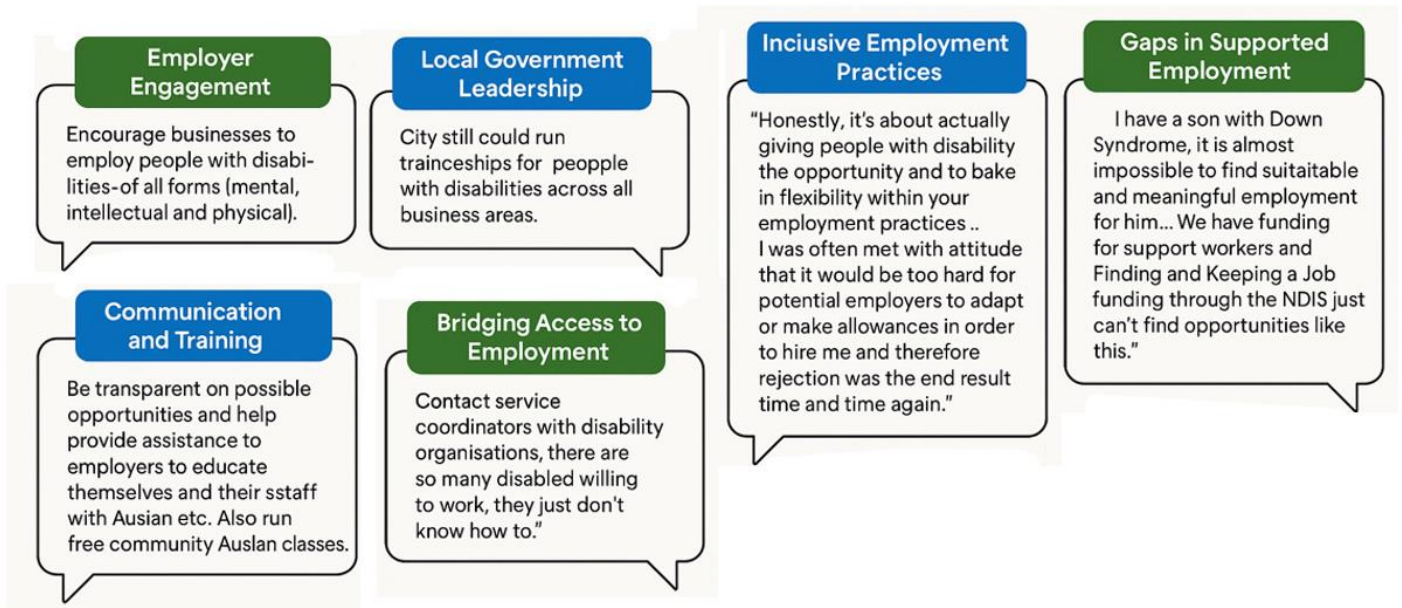 Employer
Engagement
Encourage businesses to
employ people with disabi-
lities-of all forms (mental,
intellectual and physical).
Local Government
Leadership
City still could run
trainceships for peopple
with disabilities across all
business areas.
Inciusive Employment
Practices
"Honestly, it's about actually
giving people with disability
the opportunity and to bake
in flexibility within your
employment practices ..
I was often met with attitude
that it would be too hard for
potential employers to adapt
or make allowances in order
to hire me and therefore
rejection was the end result
time and time again."
Gaps in Supported
Employment
I have a son with Down
Syndrome, it is almost
impossible to find suitaitable
and meaningful employment
for him... We have funding
for support workers and
Finding and Keeping a Job
funding through the NDIS just
can't find opportunities like
this."
Communication
and Training
Be transparent on possible
opportunities and help
provide assistance to
employers to educate
themselves and their sstaff
with Ausian etc. Also run
free community Auslan classes.
Bridging Access to
Employment
Contact service
coordinators with disability
organisations, there are
so many disabled willing
to work, they just don't
know how to."